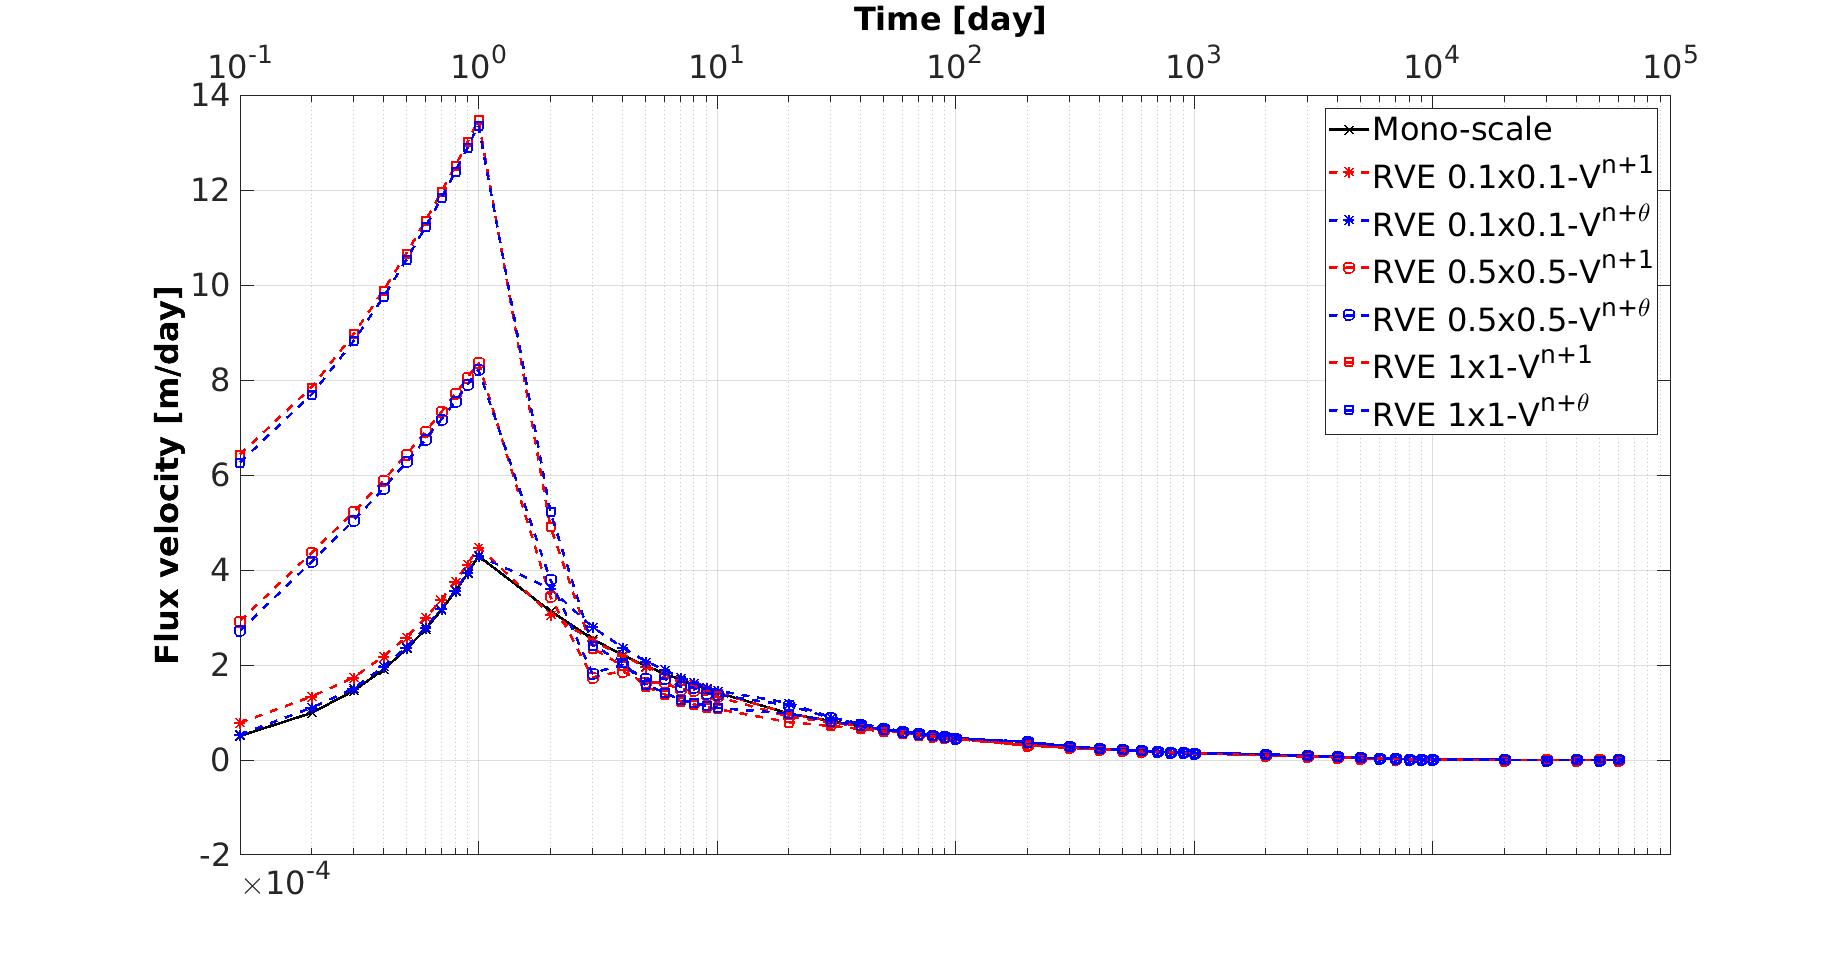 Time [day]
10^-1 10^0 10^1 10^2 10^3 10^4 10^5
14
12
10
8
6
4
2
0
-2
Flux velocity [m/day]
×10^-4
Mono-scale
RVE 0.1x0.1-V^n+1
RVE 0.1x0.1-V^n+θ
RVE 0.5x0.5-V^n+1
RVE 0.5x0.5-V^n+θ
RVE 1x1-V^n+1
RVE 1x1-V^n+θ